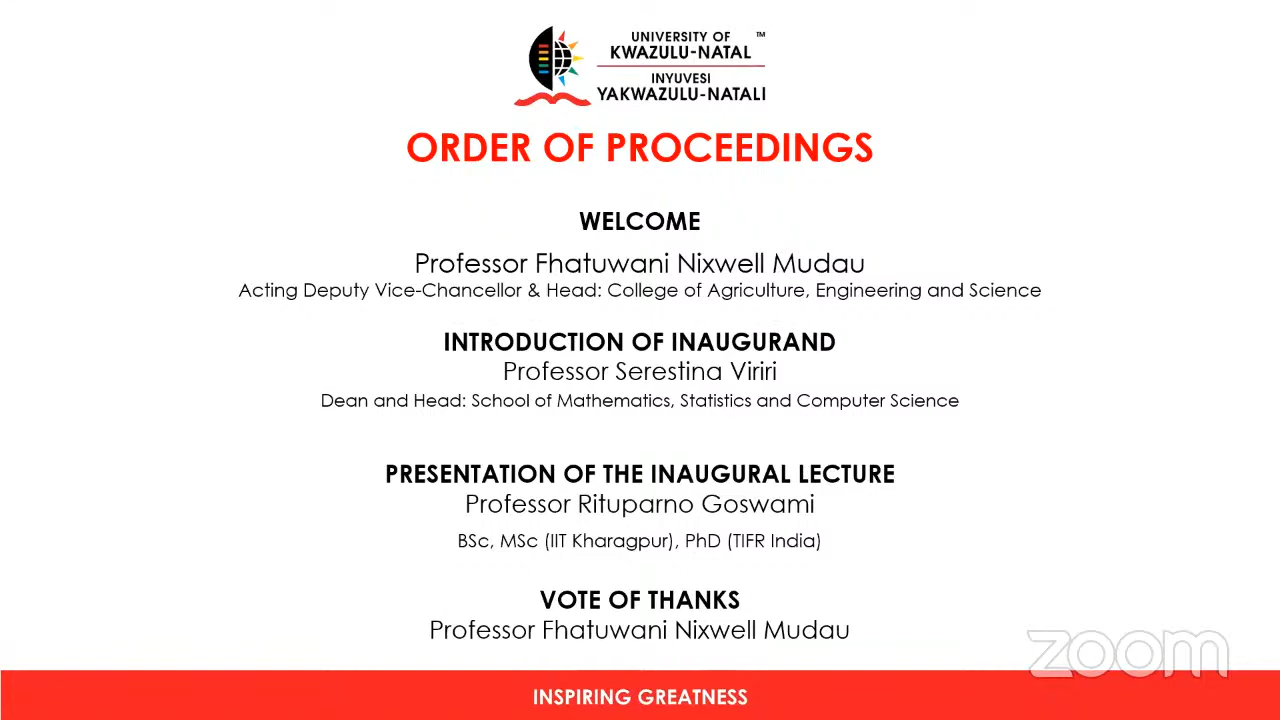 UNIVERSITY OF ™
KWAZULU-NATAL
INYUVESI
YAKWAZULU-NATALI
ORDER OF PROCEEDINGS
WELCOME
Professor Fhatuwani Nixwell Mudau
Acting Deputy Vice-Chancellor & Head: College of Agriculture, Engineering and Science
INTRODUCTION OF INAUGURAND
Professor Serestina Viriri
Dean and Head: School of Mathematics, Statistics and Computer Science
PRESENTATION OF THE INAUGURAL LECTURE
Professor Rituparno Goswami
BSc, MSc (IIT Kharagpur), PhD (TIFR India)
VOTE OF THANKS
Professor Fhatuwani Nixwell Mudau
zoom
INSPIRING GREATNESS